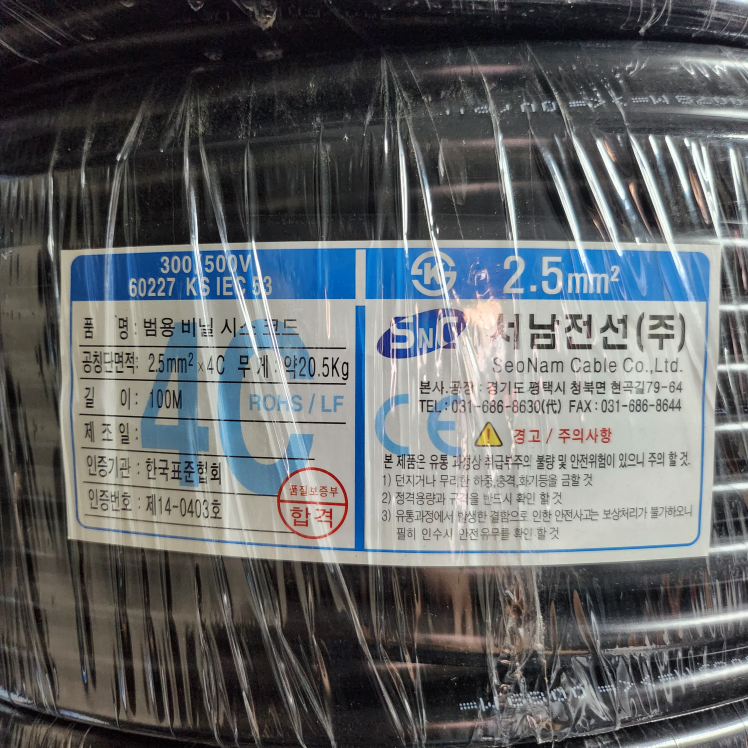 300/500V
60227 KS IEC 53
품 명 : 범용 비닐 시스 코드
공칭단면적: 2.5mm² × 4C 무 게 : 약20.5Kg
길 이 : 100M
ROHS / LF
4C
제 조 일 :
인증기관 : 한국표준협회
인증번호 : 제14-0403호
품질보증부
합격
2.5mm²
SNC 서남전선(주)
SeoNam Cable Co.,Ltd.
본사.공장 : 경기도 평택시 청북면 현곡길79-64
TEL : 031-686-8630(代) FAX : 031-686-8644
CE
경고 / 주의사항
본 제품은 유통 과정상 취급부주의 불량 및 안전위험이 있으니 주의 할 것.
1) 던지거나 무리한 하중,충격,화기등을 금할 것
2) 정격용량과 규격을 반드시 확인 할 것
3) 유통과정에서 발생한 결함으로 인한 안전사고는 보상처리가 불가하오니
필히 인수시 안전유무를 확인 할 것